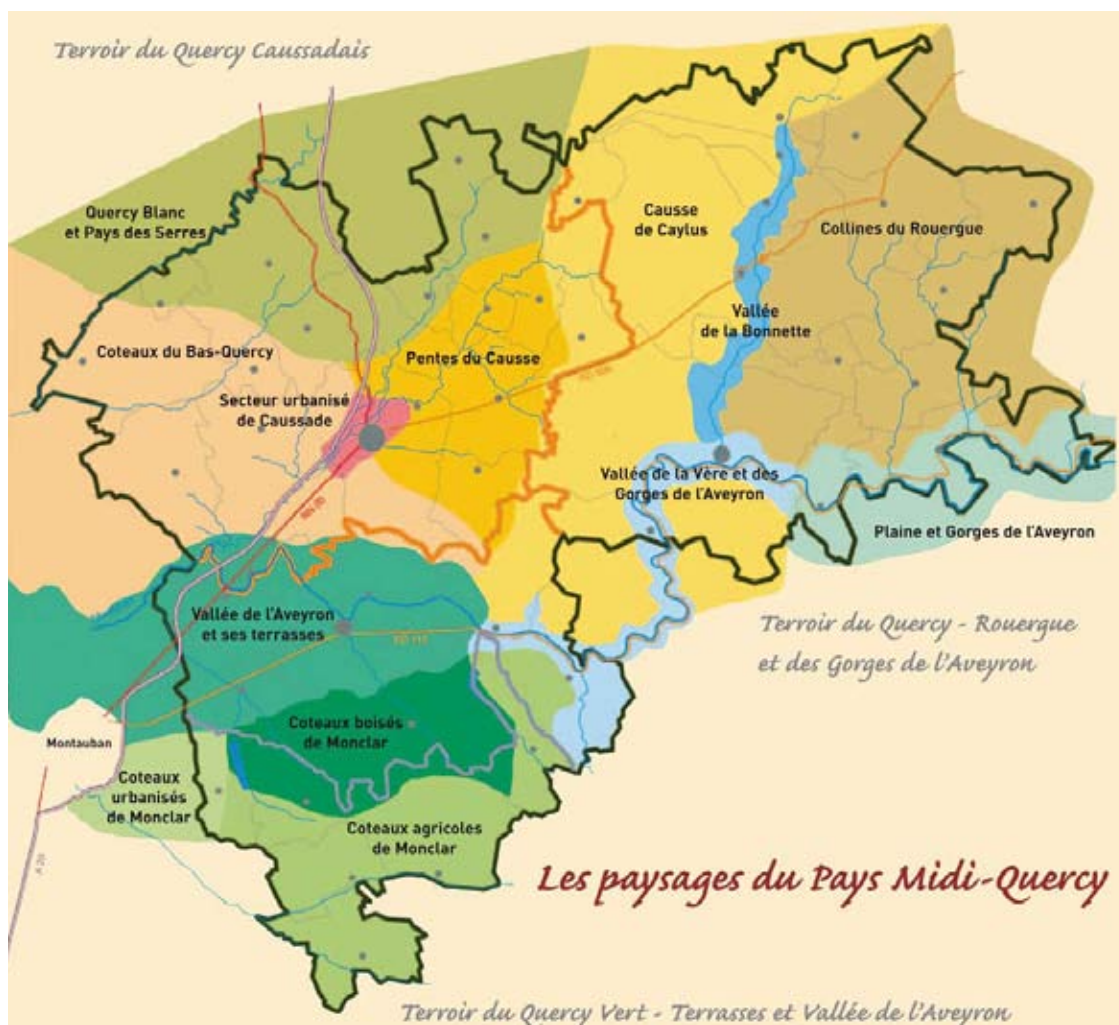 Terroir du Quercy Caussadais
Quercy Blanc
et Pays des Serres
Causse
de Caylus
Collines du Rouergue
Vallée
de la Bonnette
Coteaux du Bas-Quercy
Pentes du Causse
Secteur urbanisé
de Caussade
Vallée de la Vère et des
Gorges de l'Aveyron
Plaine et Gorges de l'Aveyron
Vallée de l'Aveyron
et ses terrasses
Terroir du Quercy - Rouergue
et des Gorges de l'Aveyron
Coteaux boisés
de Monclar
Montauban
Coteaux
urbanisés
de Monclar
Coteaux agricoles
de Monclar
A 20
Les paysages du Pays Midi-Quercy
Terroir du Quercy Vert - Terrasses et Vallée de l'Aveyron